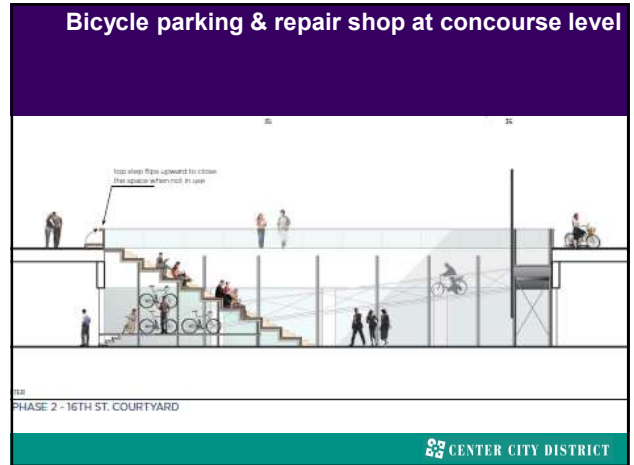 Bicycle parking & repair shop at concourse level
top step flips upward to close
the space when not in use
PHASE 2 - 16TH ST. COURTYARD
CENTER CITY DISTRICT